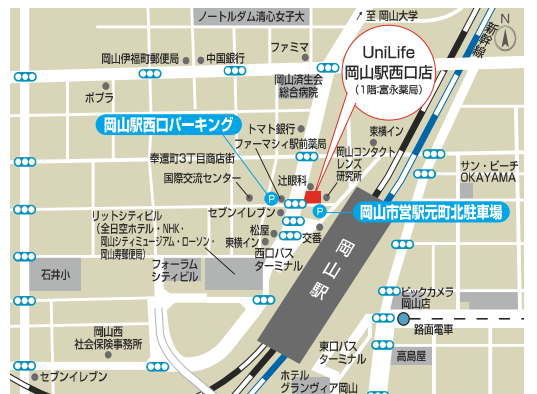 ノートルダム清心女子大
至 岡山大学
N
新幹線
岡山伊福町郵便局
中国銀行
ファミマ
UniLife
岡山駅西口店
(1階:富永薬局)
ポプラ
岡山済生会
総合病院
岡山駅西口パーキング
トマト銀行
ファーマシィ駅前薬局
東横イン
奉還町3丁目商店街
国際交流センター
辻眼科
岡山コンタクト
レンズ
研究所
サン・ピーチ
OKAYAMA
P
セブンイレブン
P
岡山市営駅元町北駐車場
リットシティビル
(全日空ホテル・NHK・
岡山シティミュージアム・ローソン・
岡山寿郵便局)
松屋
東横イン
交番
西口バス
ターミナル
岡山駅
石井小
フォーラム
シティビル
ビックカメラ
岡山店
路面電車
岡山西
社会保険事務所
東口バス
ターミナル
高島屋
セブンイレブン
ホテル
グランヴィア岡山